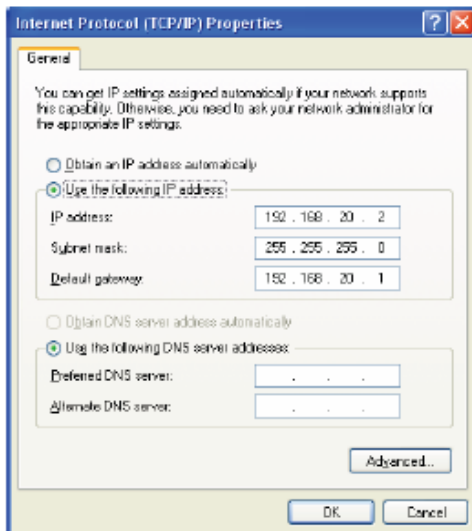 Internet Protocol (TCP/IP) Properties
General
You can get IP settings assigned automatically if your network supports
this capability. Otherwise, you need to ask your network administrator for
the appropriate IP settings.
Obtain an IP address automatically
Use the following IP address:
IP address: 192 . 168 . 20 . 2
Subnet mask: 255 . 255 . 255 . 0
Default gateway: 192 . 168 . 20 . 1
Obtain DNS server address automatically
Use the following DNS server addresses:
Preferred DNS server: . . .
Alternate DNS server: . . .
Advanced...
OK Cancel